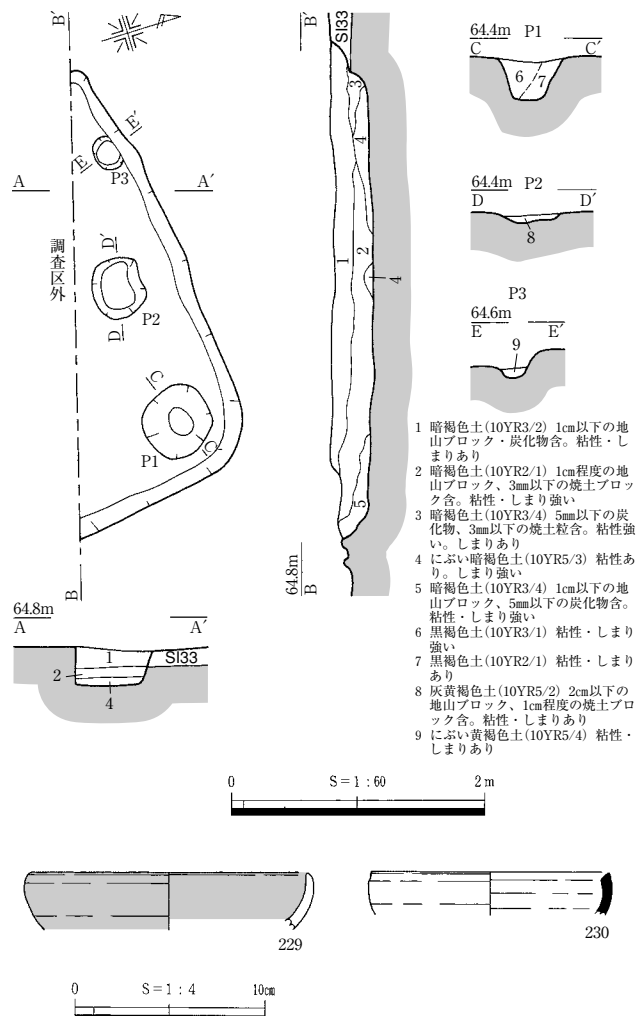 B′
A
A′
E
E′
P3
調査区外
D′
D
P2
C
C′
P1
B
B′
SI33
3
4
1
2
4
5
64.8m
B
64.4m P1
C C′
6 7
64.4m P2
D D′
8
P3
64.6m
E E′
9
64.8m
A A′
1
SI33
2
4
1 暗褐色土(10YR3/2) 1㎝以下の地
山ブロック・炭化物含。粘性・し
まりあり
2 暗褐色土(10YR2/1) 1㎝程度の地
山ブロック、3㎜以下の焼土ブロッ
ク含。粘性・しまり強い
3 暗褐色土(10YR3/4) 5㎜以下の炭
化物、3㎜以下の焼土粒含。粘性強
い。しまりあり
4 にぶい暗褐色土(10YR5/3) 粘性あ
り。しまり強い
5 暗褐色土(10YR3/4) 1㎝以下の地
山ブロック、5㎜以下の炭化物含。
粘性・しまり強い
6 黒褐色土(10YR3/1) 粘性・しまり
強い
7 黒褐色土(10YR2/1) 粘性・しまり
あり
8 灰黄褐色土(10YR5/2) 2㎝以下の
地山ブロック、1㎝程度の焼土ブロ
ック含。粘性・しまりあり
9 にぶい黄褐色土(10YR5/4) 粘性・
しまりあり
0 S=1:60 2m
229
230
0 S=1:4 10㎝